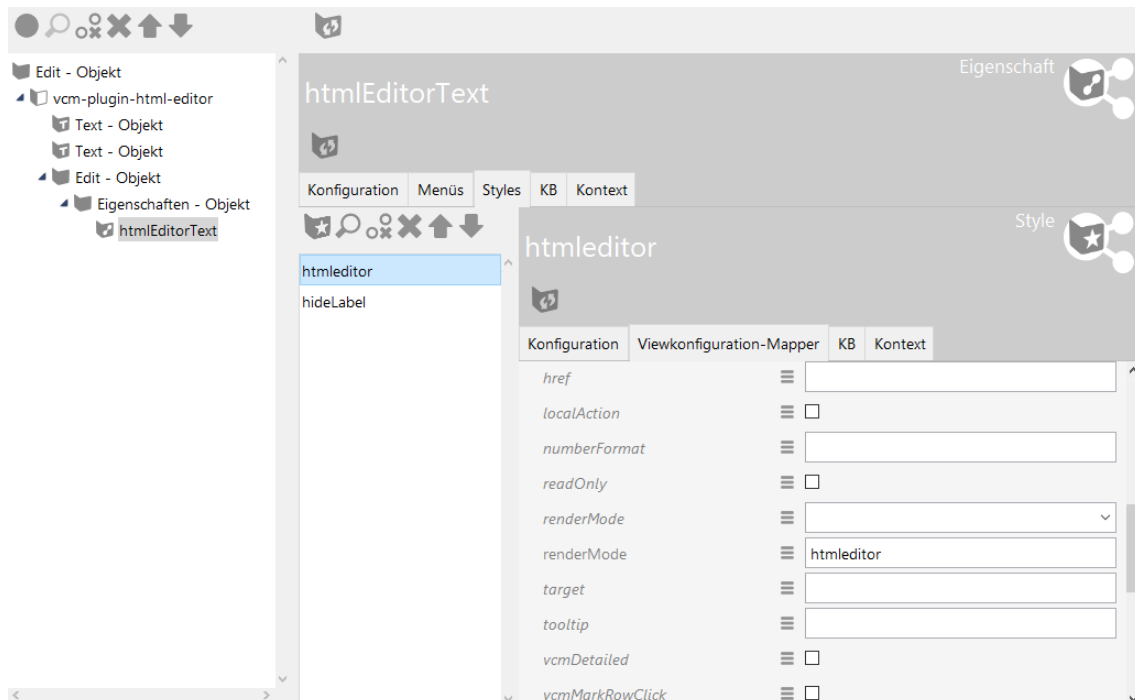 Edit - Objekt
vcm-plugin-html-editor
Text - Objekt
Text - Objekt
Edit - Objekt
Eigenschaften - Objekt
htmlEditorText
Eigenschaft
htmlEditorText
Konfiguration Menüs Styles KB Kontext
htmleditor
hideLabel
Style
htmleditor
Konfiguration Viewkonfiguration-Mapper KB Kontext
href
localAction
numberFormat
readOnly
renderMode
renderMode htmleditor
target
tooltip
vcmDetailed
vcmMarkRowClick